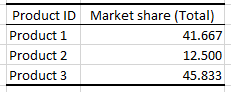 Product ID Market share (Total)
Product 1 41.667
Product 2 12.500
Product 3 45.833